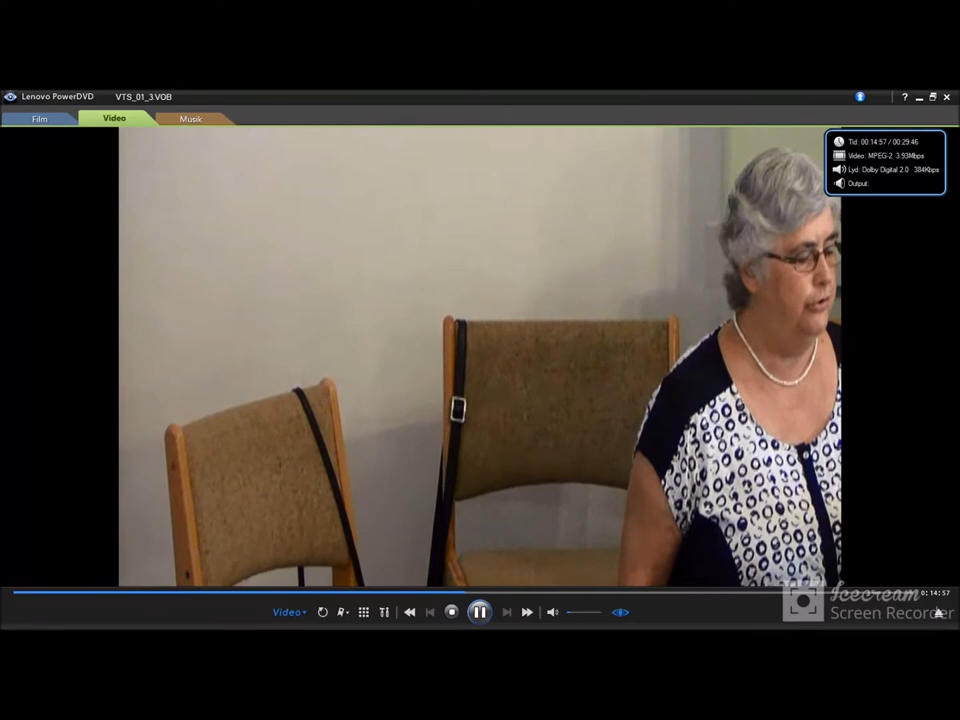 Lenovo PowerDVD VTS_01_3.VOB
?
Film Video Musik
Tid: 00:14:57 / 00:29:46
Video: MPEG-2 3.93Mbps
Lyd: Dolby Digital 2.0 384Kbps
Output:
0:14:57
Video
Icecream
Screen Recorder